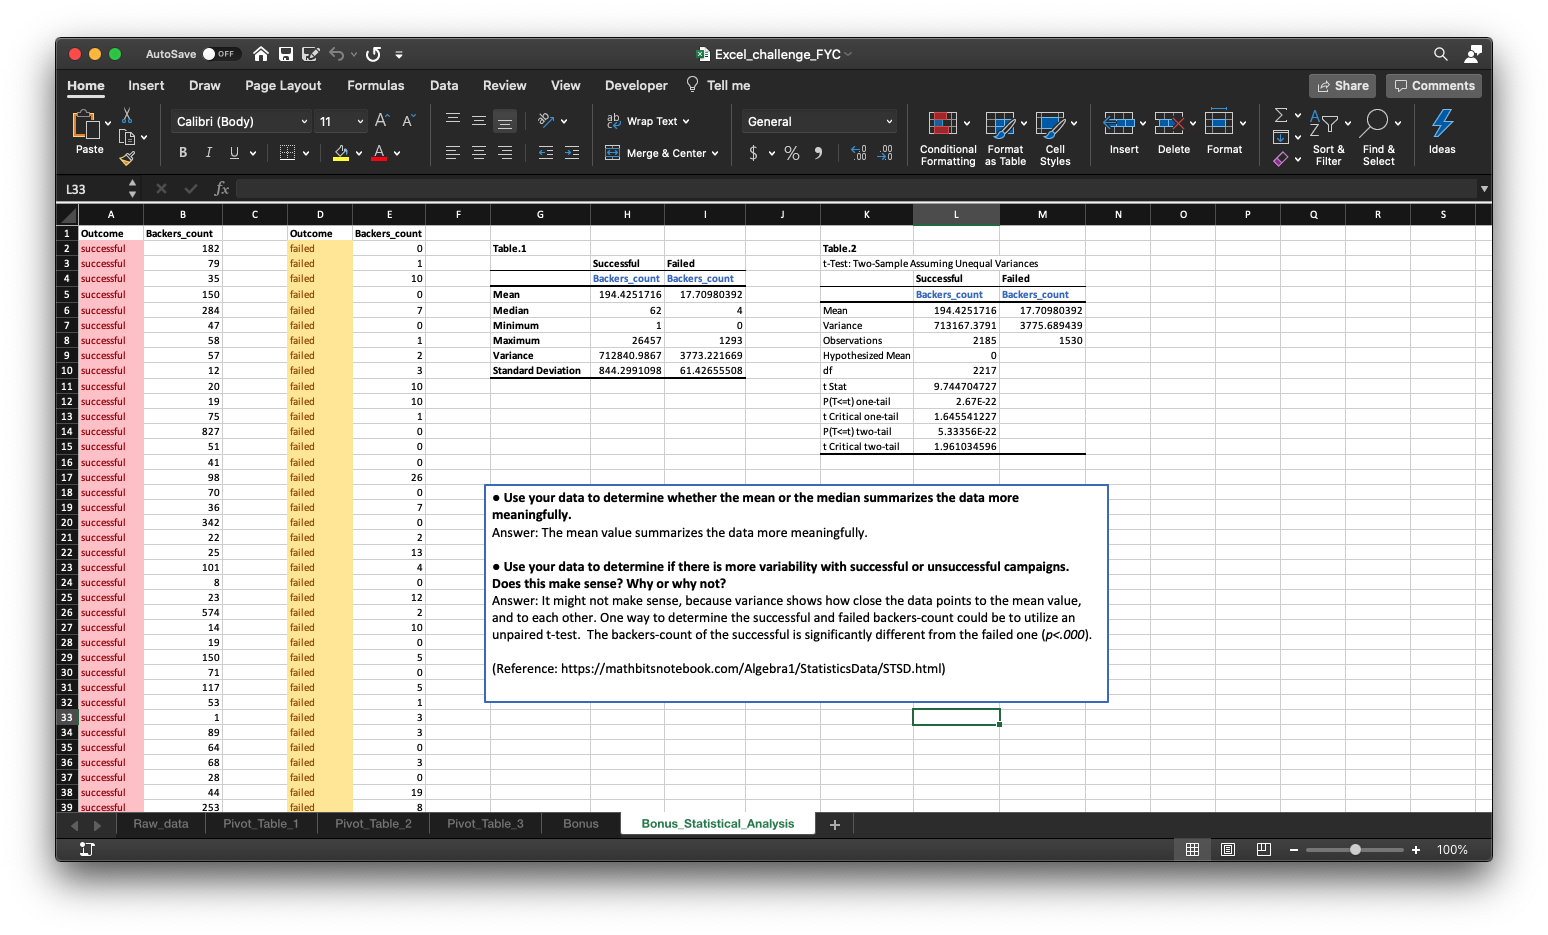 AutoSave OFF Excel_challenge_FYC
Home Insert Draw Page Layout Formulas Data Review View Developer Tell me Share Comments
Paste Calibri (Body) 11 A A ab Wrap Text General Conditional Formatting Format as Table Cell Styles Insert Delete Format Sort & Filter Find & Select Ideas
B I U A Merge & Center $ % 9 .00 .00
L33 fx
A B C D E F G H I J K L M N O P Q R S
1 Outcome Backers_count Outcome Backers_count
2 successful 182 failed 0 Table.1 Table.2
3 successful 79 failed 1 Successful Failed t-Test: Two-Sample Assuming Unequal Variances
4 successful 35 failed 10 Backers_count Backers_count Successful Failed
5 successful 150 failed 0 Mean 194.4251716 17.70980392 Backers_count Backers_count
6 successful 284 failed 7 Median 62 4 Mean 194.4251716 17.70980392
7 successful 47 failed 0 Minimum 1 0 Variance 713167.3791 3775.689439
8 successful 58 failed 1 Maximum 26457 1293 Observations 2185 1530
9 successful 57 failed 2 Variance 712840.9867 3773.221669 Hypothesized Mean 0
10 successful 12 failed 3 Standard Deviation 844.2991098 61.42655508 df 2217
11 successful 20 failed 10 t Stat 9.744704727
12 successful 19 failed 10 P(T<=t) one-tail 2.67E-22
13 successful 75 failed 1 t Critical one-tail 1.645541227
14 successful 827 failed 0 P(T<=t) two-tail 5.33356E-22
15 successful 51 failed 0 t Critical two-tail 1.961034596
16 successful 41 failed 0
17 successful 98 failed 26
18 successful 70 failed 0
19 successful 36 failed 7
20 successful 342 failed 0
21 successful 22 failed 2
22 successful 25 failed 13
23 successful 101 failed 4
24 successful 8 failed 0
25 successful 23 failed 12
26 successful 574 failed 2
27 successful 14 failed 10
28 successful 19 failed 0
29 successful 150 failed 5
30 successful 71 failed 0
31 successful 117 failed 5
32 successful 53 failed 1
33 successful 1 failed 3
34 successful 89 failed 3
35 successful 64 failed 0
36 successful 68 failed 3
37 successful 28 failed 0
38 successful 44 failed 19
39 successful 253 failed 8
• Use your data to determine whether the mean or the median summarizes the data more
meaningfully.
Answer: The mean value summarizes the data more meaningfully.
• Use your data to determine if there is more variability with successful or unsuccessful campaigns.
Does this make sense? Why or why not?
Answer: It might not make sense, because variance shows how close the data points to the mean value,
and to each other. One way to determine the successful and failed backers-count could be to utilize an
unpaired t-test.  The backers-count of the successful is significantly different from the failed one (p<.000).
(Reference: https://mathbitsnotebook.com/Algebra1/StatisticsData/STSD.html)
Raw_data Pivot_Table_1 Pivot_Table_2 Pivot_Table_3 Bonus Bonus_Statistical_Analysis +
100%